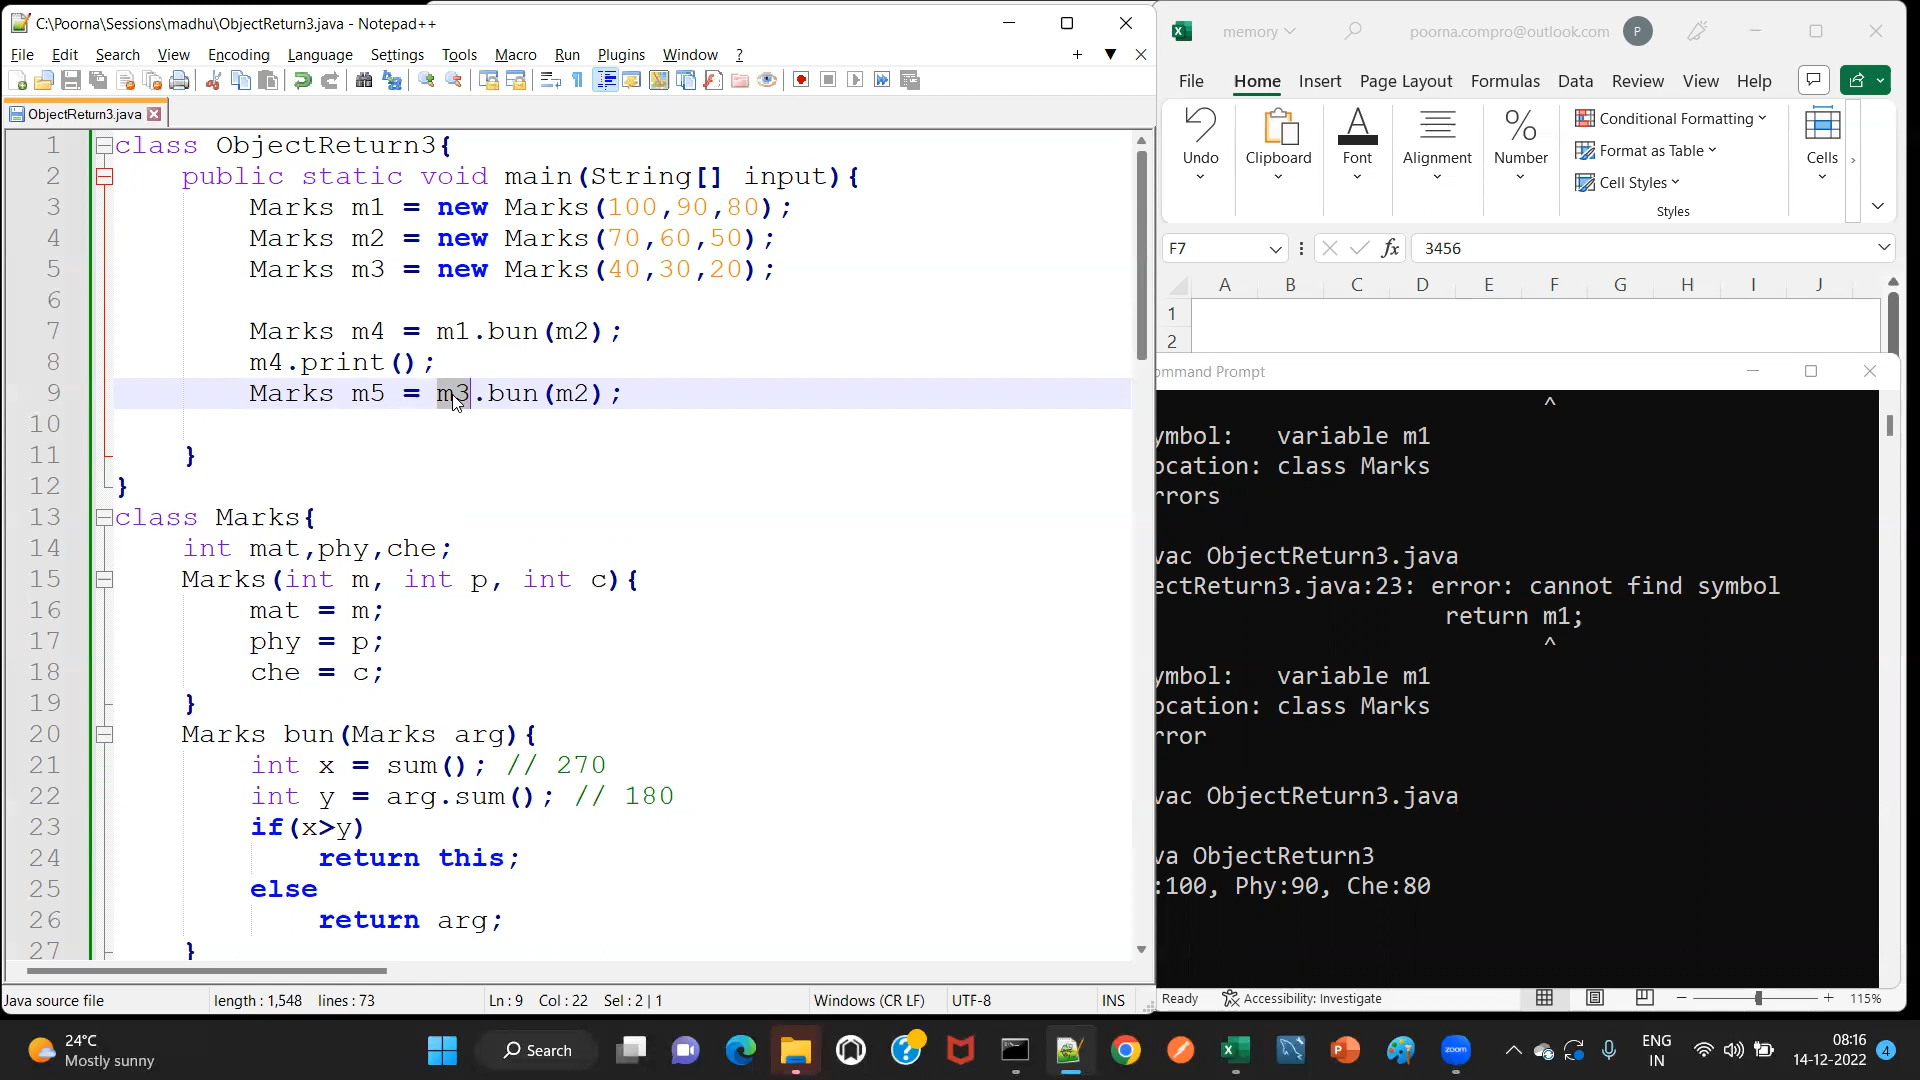 C:\Poorna\Sessions\madhu\ObjectReturn3.java - Notepad++
File Edit Search View Encoding Language Settings Tools Macro Run Plugins Window ?
ObjectReturn3.java
1 class ObjectReturn3{
2 public static void main(String[] input){
3 Marks m1 = new Marks(100,90,80);
4 Marks m2 = new Marks(70,60,50);
5 Marks m3 = new Marks(40,30,20);
6
7 Marks m4 = m1.bun(m2);
8 m4.print();
9 Marks m5 = m3.bun(m2);
10
11 }
12 }
13 class Marks{
14 int mat,phy,che;
15 Marks(int m, int p, int c){
16 mat = m;
17 phy = p;
18 che = c;
19 }
20 Marks bun(Marks arg){
21 int x = sum(); // 270
22 int y = arg.sum(); // 180
23 if(x>y)
24 return this;
25 else
26 return arg;
27 }
Java source file length : 1,548 lines : 73 Ln : 9 Col : 22 Sel : 2 | 1 Windows (CR LF) UTF-8 INS
memory poorna.compro@outlook.com P
File Home Insert Page Layout Formulas Data Review View Help
Undo Clipboard Font Alignment Number
Conditional Formatting
Format as Table
Cell Styles
Styles
Cells
F7 fx 3456
A B C D E F G H I J
1
2
ommand Prompt
^
ymbol: variable m1
ocation: class Marks
rrors
vac ObjectReturn3.java
ectReturn3.java:23: error: cannot find symbol
return m1;
^
ymbol: variable m1
ocation: class Marks
rror
vac ObjectReturn3.java
va ObjectReturn3
:100, Phy:90, Che:80
Ready Accessibility: Investigate 115%
24°C
Mostly sunny
Search
zoom
ENG
IN
08:16
14-12-2022
4